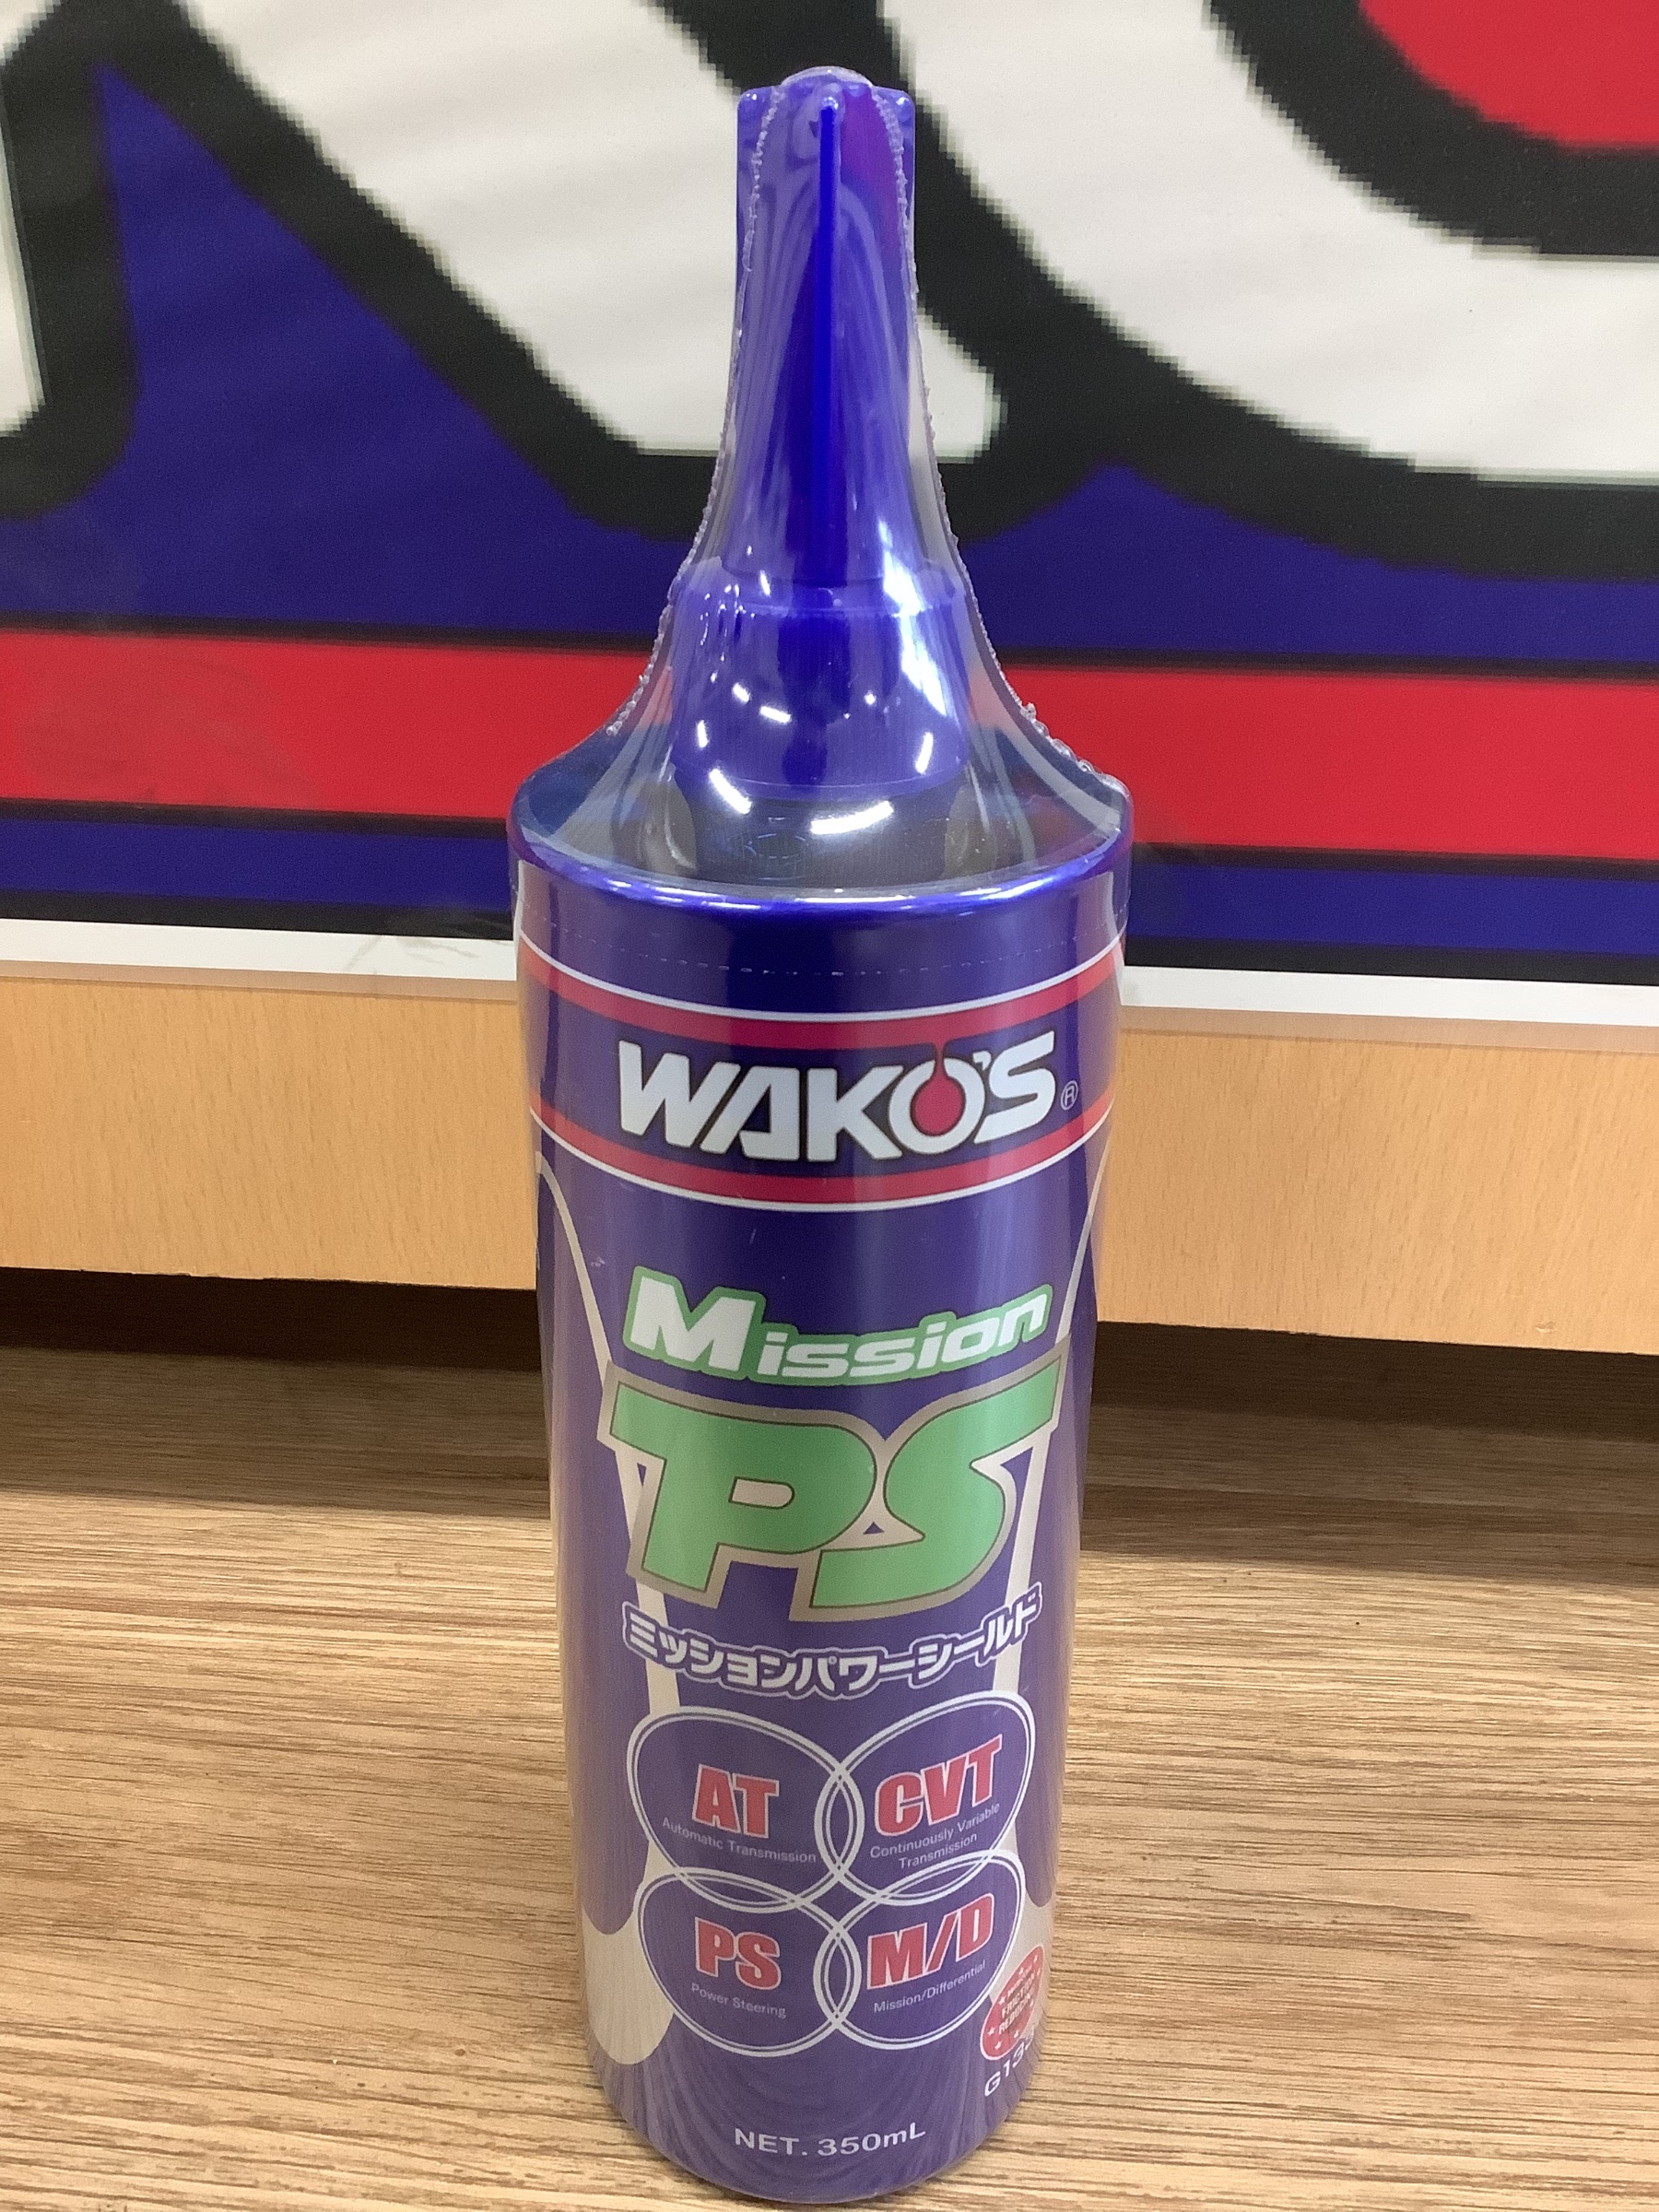 WAKO'S®
Mission
PS
ミッションパワーシールド
AT
Automatic Transmission
CVT
Continuously Variable
Transmission
PS
Power Steering
M/D
Mission/Differential
FRICTION
NET. 350mL